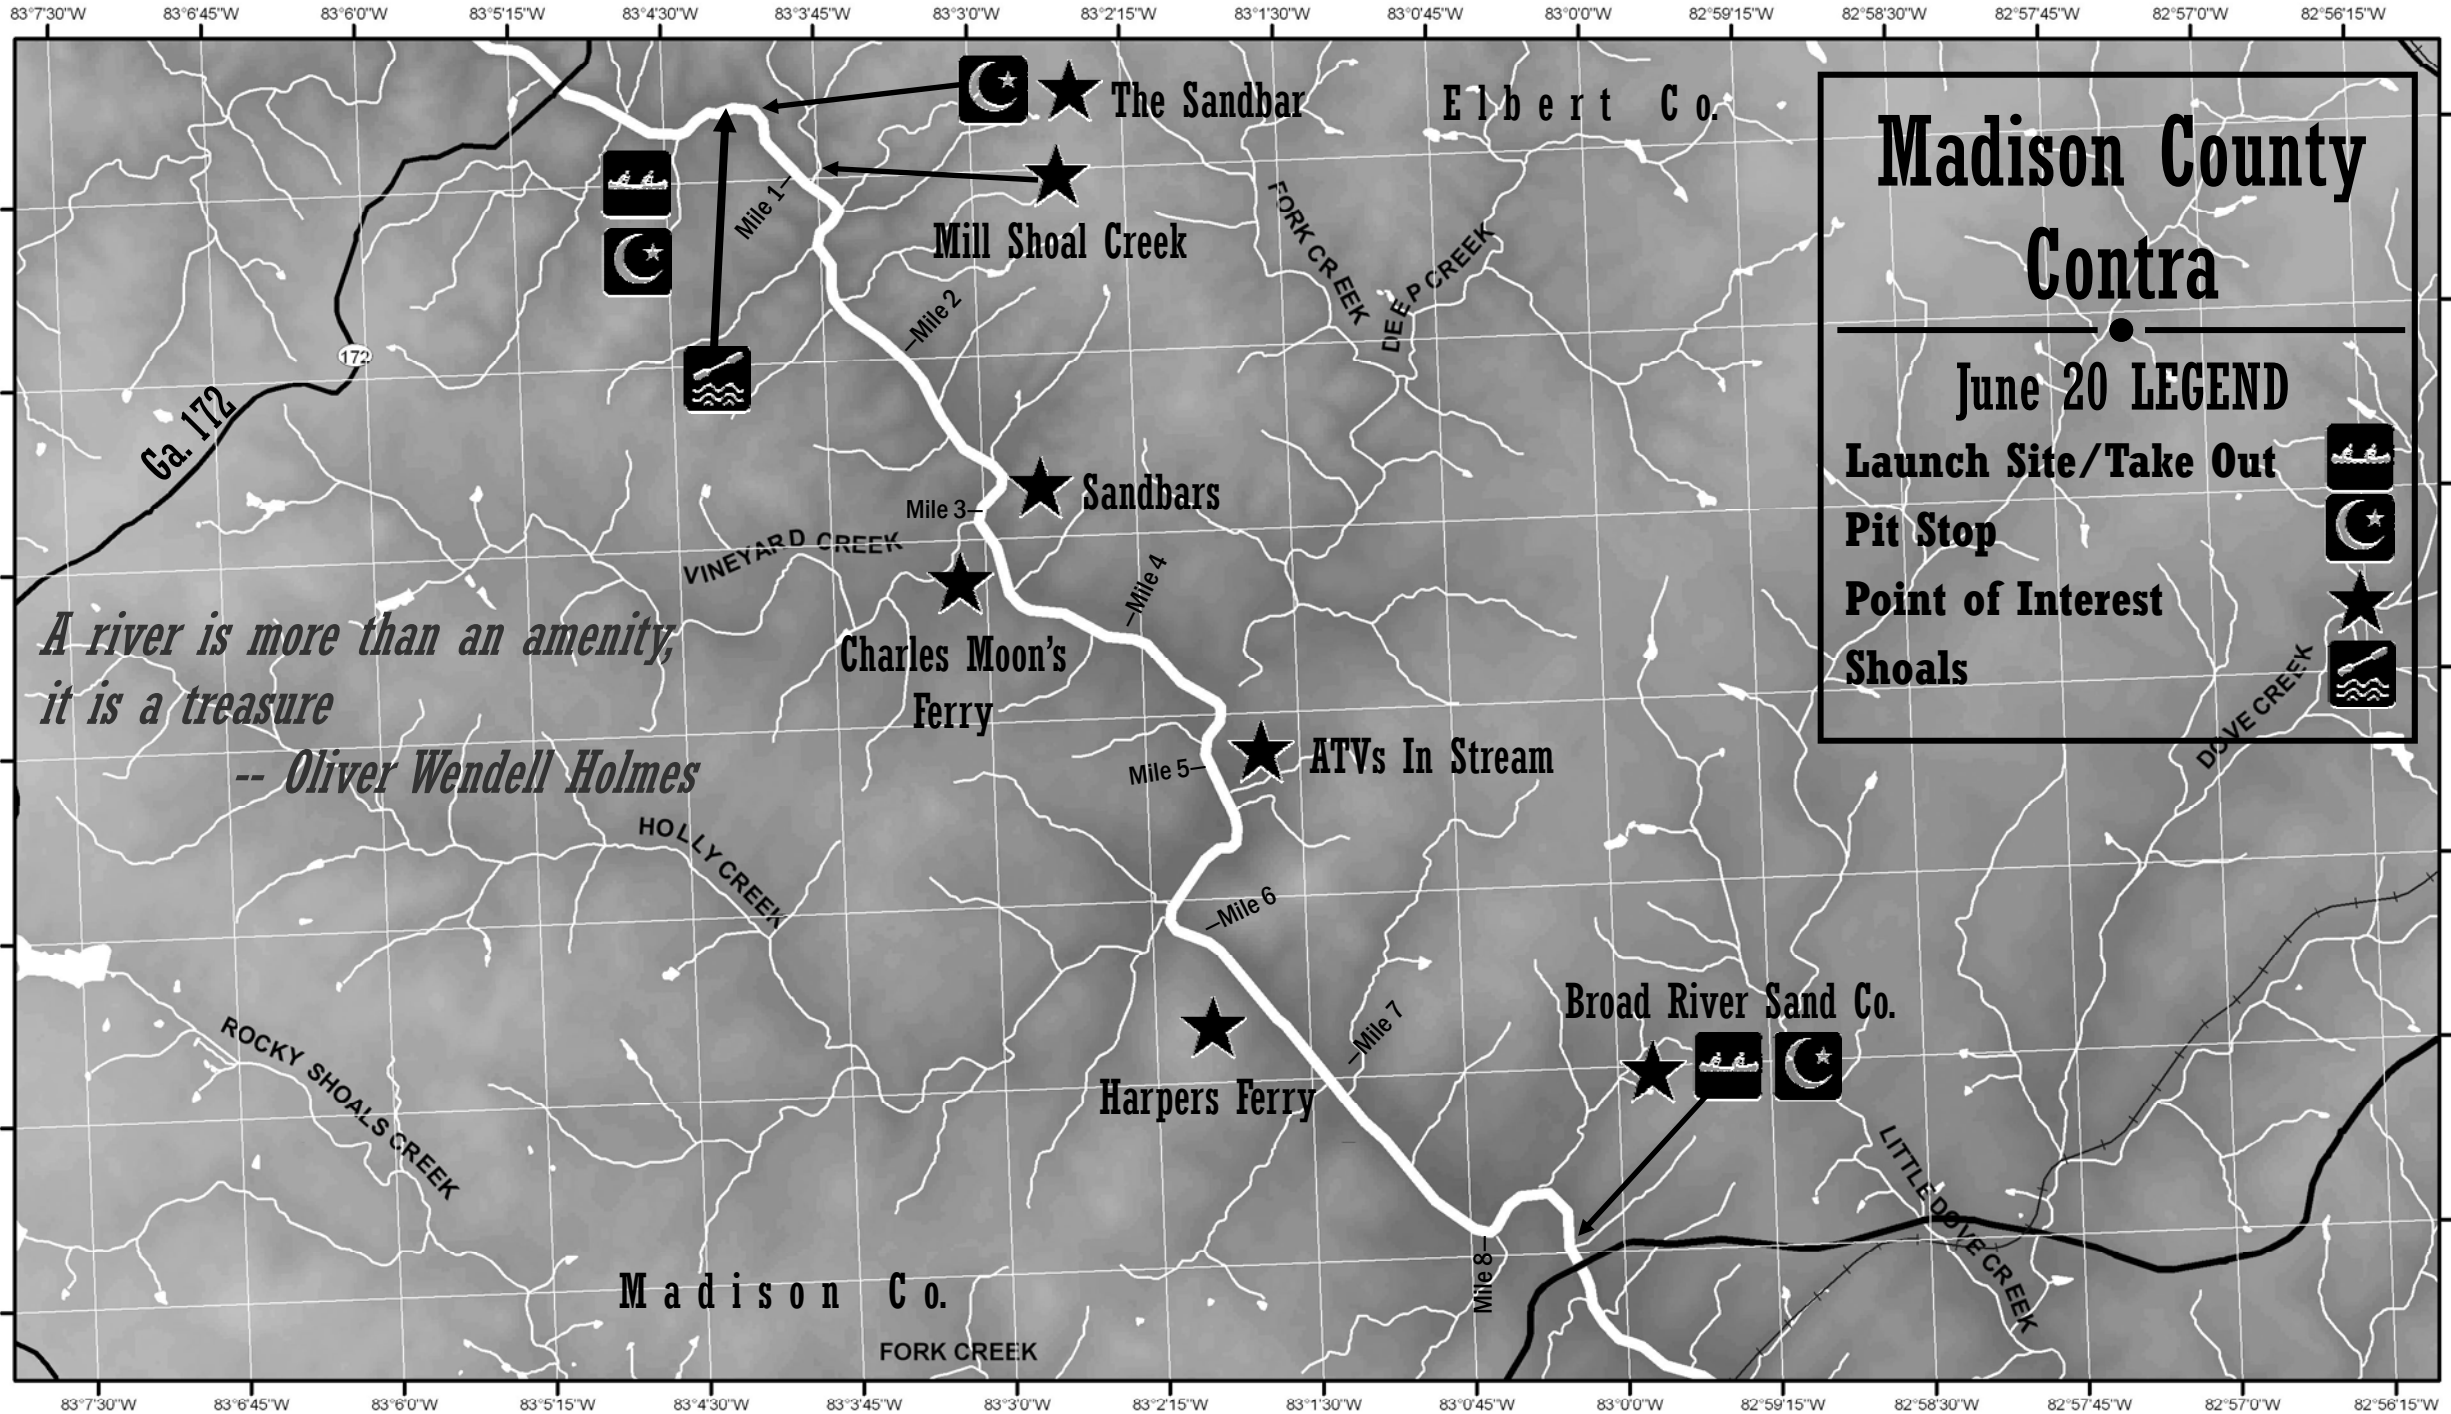 83°7'30"W 83°6'45"W 83°6'0"W 83°5'15"W 83°4'30"W 83°3'45"W 83°3'0"W 83°2'15"W 83°1'30"W 83°0'45"W 83°0'0"W 82°59'15"W 82°58'30"W 82°57'45"W 82°57'0"W 82°56'15"W
The Sandbar
Elbert Co.
Mill Shoal Creek
Mile 1
Mile 2
FORK CREEK
DEEP CREEK
172
Ga. 172
Madison County
Contra
June 20 LEGEND
Launch Site/Take Out
Pit Stop
Point of Interest
Shoals
Sandbars
Mile 3
VINEYARD CREEK
Mile 4
A river is more than an amenity,
it is a treasure
-- Oliver Wendell Holmes
Charles Moon's
Ferry
DOVE CREEK
ATVs In Stream
Mile 5
HOLLY CREEK
Mile 6
Broad River Sand Co.
Mile 7
ROCKY SHOALS CREEK
Harpers Ferry
LITTLE DOVE CREEK
Mile 8
Madison Co.
FORK CREEK
83°7'30"W 83°6'45"W 83°6'0"W 83°5'15"W 83°4'30"W 83°3'45"W 83°3'0"W 83°2'15"W 83°1'30"W 83°0'45"W 83°0'0"W 82°59'15"W 82°58'30"W 82°57'45"W 82°57'0"W 82°56'15"W